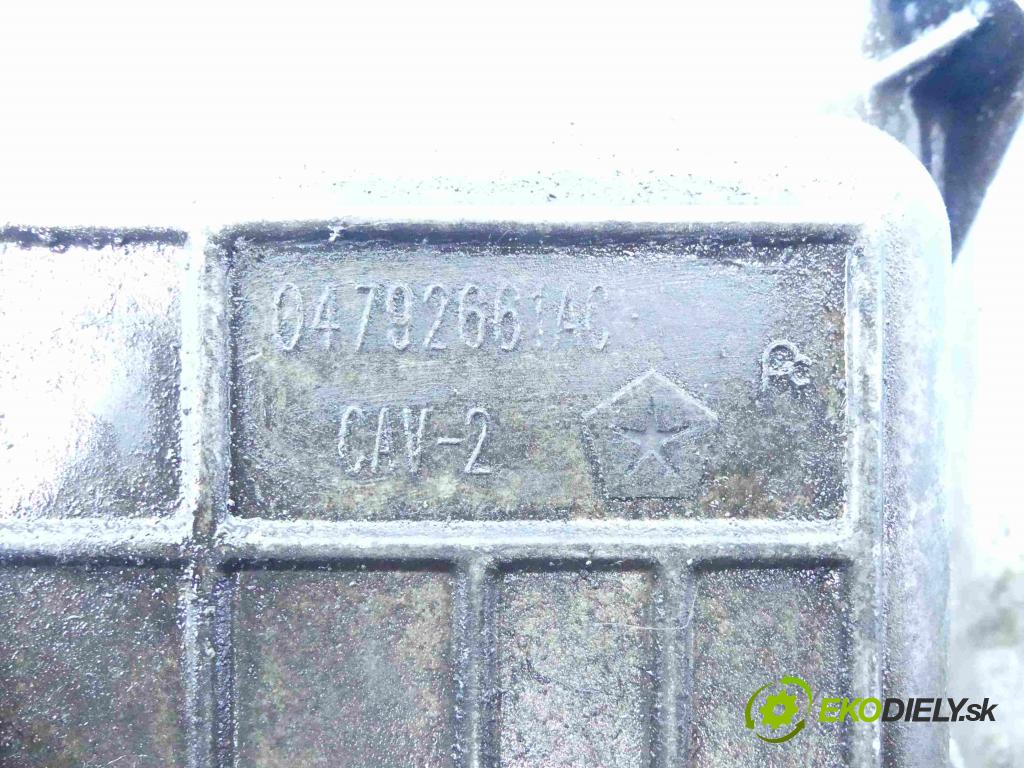 04792661AC
R
CAV-2
EKODIELY.sk